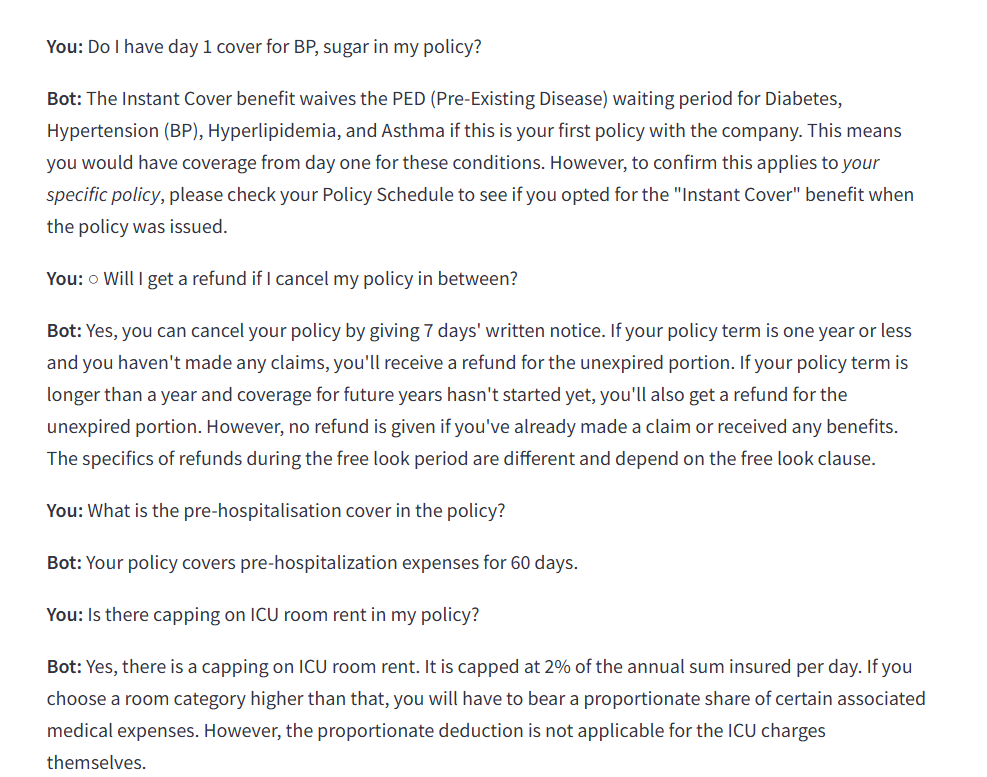 You: Do I have day 1 cover for BP, sugar in my policy?
Bot: The Instant Cover benefit waives the PED (Pre-Existing Disease) waiting period for Diabetes,
Hypertension (BP), Hyperlipidemia, and Asthma if this is your first policy with the company. This means
you would have coverage from day one for these conditions. However, to confirm this applies to your
specific policy, please check your Policy Schedule to see if you opted for the "Instant Cover" benefit when
the policy was issued.
You: ○ Will I get a refund if I cancel my policy in between?
Bot: Yes, you can cancel your policy by giving 7 days' written notice. If your policy term is one year or less
and you haven't made any claims, you'll receive a refund for the unexpired portion. If your policy term is
longer than a year and coverage for future years hasn't started yet, you'll also get a refund for the
unexpired portion. However, no refund is given if you've already made a claim or received any benefits.
The specifics of refunds during the free look period are different and depend on the free look clause.
You: What is the pre-hospitalisation cover in the policy?
Bot: Your policy covers pre-hospitalization expenses for 60 days.
You: Is there capping on ICU room rent in my policy?
Bot: Yes, there is a capping on ICU room rent. It is capped at 2% of the annual sum insured per day. If you
choose a room category higher than that, you will have to bear a proportionate share of certain associated
medical expenses. However, the proportionate deduction is not applicable for the ICU charges
themselves.